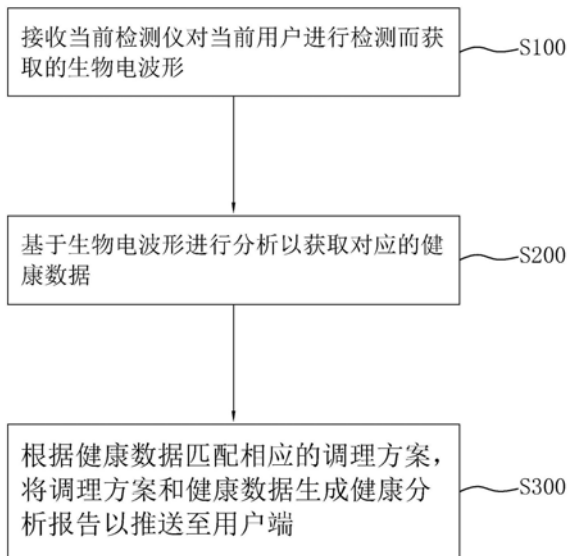 接收当前检测仪对当前用户进行检测而获
取的生物电波形
S100
基于生物电波形进行分析以获取对应的健
康数据
S200
根据健康数据匹配相应的调理方案，
将调理方案和健康数据生成健康分
析报告以推送至用户端
S300